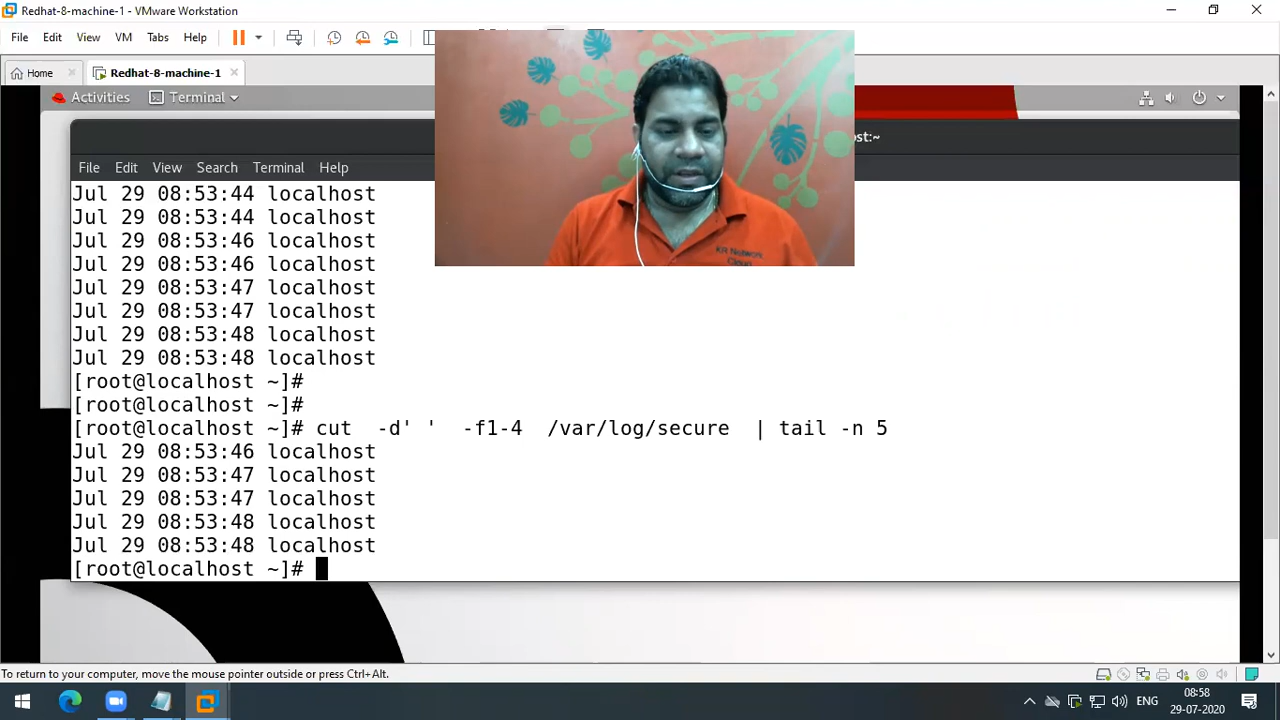 Redhat-8-machine-1 - VMware Workstation
File Edit View VM Tabs Help
Home Redhat-8-machine-1
Activities Terminal
ost:~
File Edit View Search Terminal Help
Jul 29 08:53:44 localhost
Jul 29 08:53:44 localhost
Jul 29 08:53:46 localhost
Jul 29 08:53:46 localhost
Jul 29 08:53:47 localhost
Jul 29 08:53:47 localhost
Jul 29 08:53:48 localhost
Jul 29 08:53:48 localhost
[root@localhost ~]#
[root@localhost ~]#
[root@localhost ~]# cut  -d' '  -f1-4  /var/log/secure  | tail -n 5
Jul 29 08:53:46 localhost
Jul 29 08:53:47 localhost
Jul 29 08:53:47 localhost
Jul 29 08:53:48 localhost
Jul 29 08:53:48 localhost
[root@localhost ~]#
KR Network
Cloud
To return to your computer, move the mouse pointer outside or press Ctrl+Alt.
ENG
08:58
29-07-2020